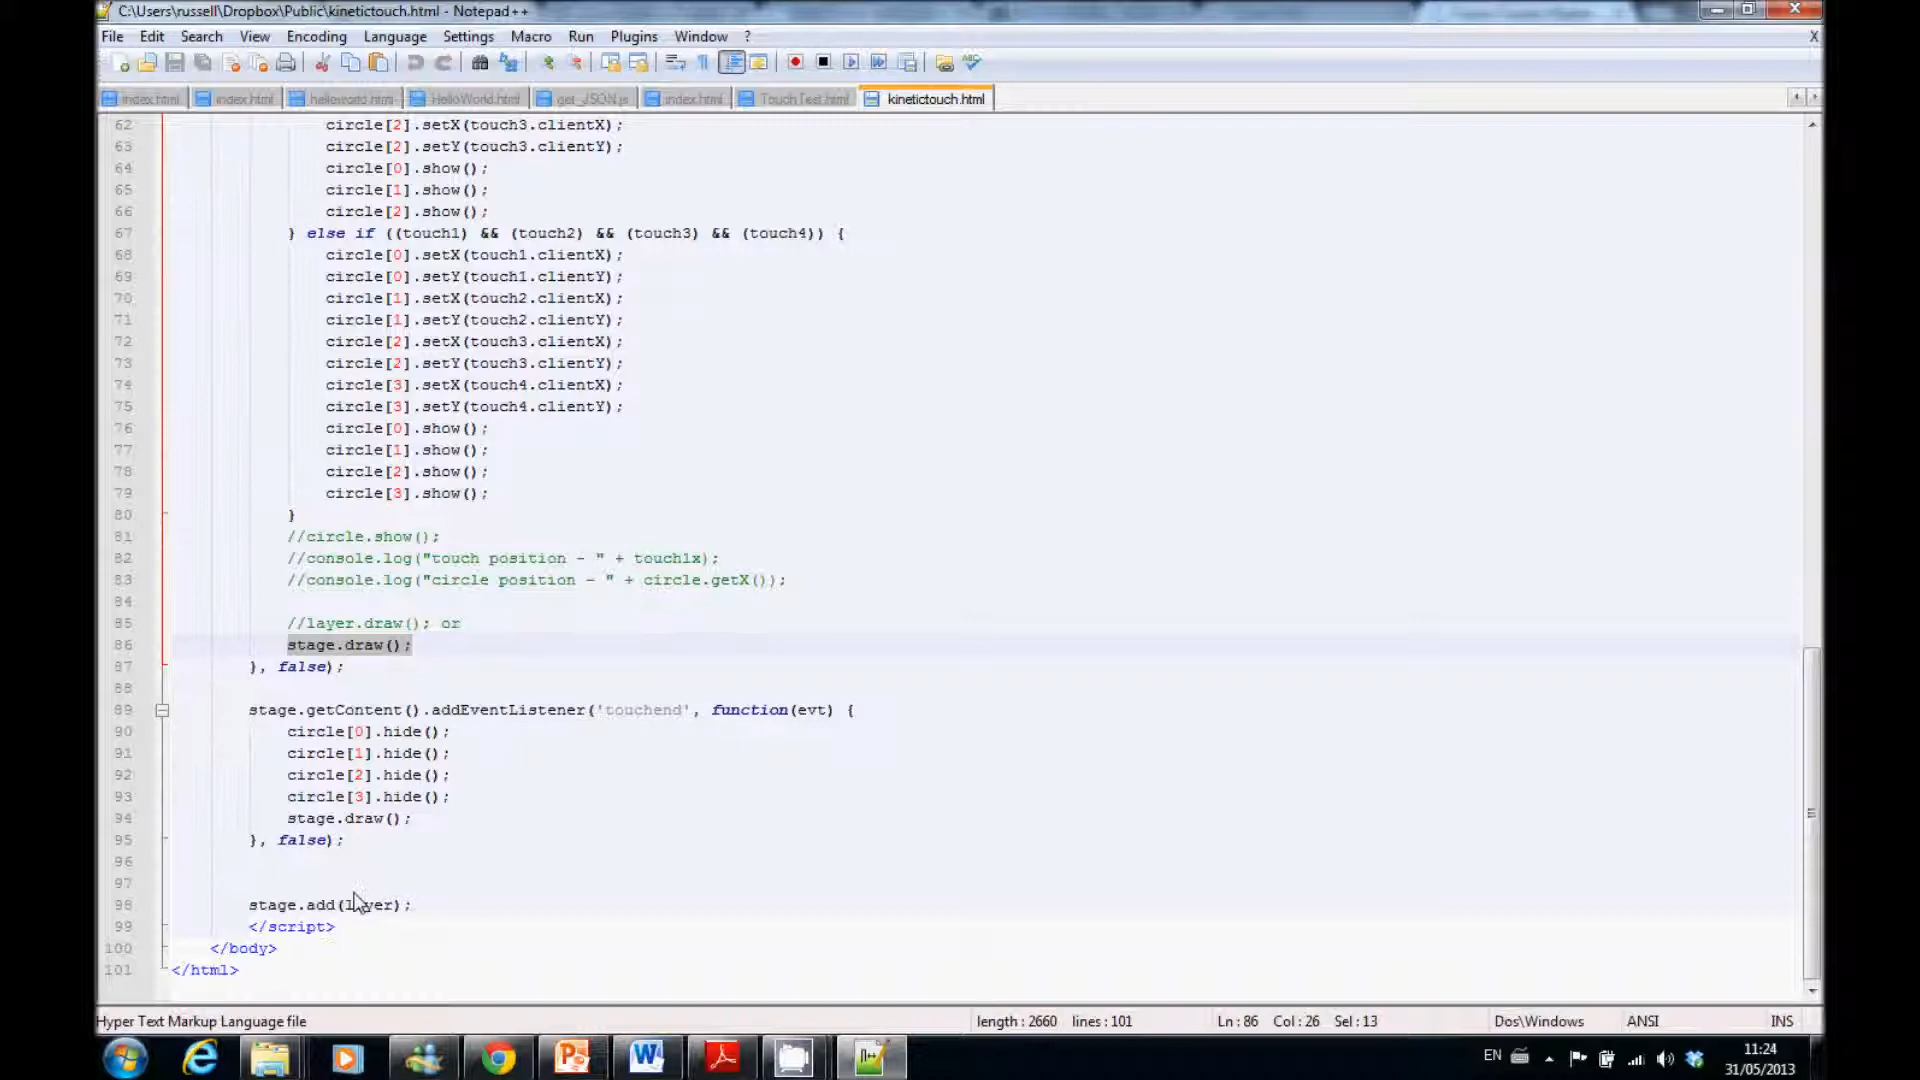 C:\Users\russell\Dropbox\Public\kinetictouch.html - Notepad++
File Edit Search View Encoding Language Settings Macro Run Plugins Window ? X
index.html index.html helloworld.html HelloWorld.html get_JSON.js index.html TouchTest.html kinetictouch.html
62 circle[2].setX(touch3.clientX);
63 circle[2].setY(touch3.clientY);
64 circle[0].show();
65 circle[1].show();
66 circle[2].show();
67 } else if ((touch1) && (touch2) && (touch3) && (touch4)) {
68 circle[0].setX(touch1.clientX);
69 circle[0].setY(touch1.clientY);
70 circle[1].setX(touch2.clientX);
71 circle[1].setY(touch2.clientY);
72 circle[2].setX(touch3.clientX);
73 circle[2].setY(touch3.clientY);
74 circle[3].setX(touch4.clientX);
75 circle[3].setY(touch4.clientY);
76 circle[0].show();
77 circle[1].show();
78 circle[2].show();
79 circle[3].show();
80 }
81 //circle.show();
82 //console.log("touch position - " + touch1x);
83 //console.log("circle position - " + circle.getX());
84
85 //layer.draw(); or
86 stage.draw();
87 }, false);
88
89 stage.getContent().addEventListener('touchend', function(evt) {
90 circle[0].hide();
91 circle[1].hide();
92 circle[2].hide();
93 circle[3].hide();
94 stage.draw();
95 }, false);
96
97
98 stage.add(layer);
99 </script>
100 </body>
101 </html>
Hyper Text Markup Language file length : 2660 lines : 101 Ln : 86 Col : 26 Sel : 13 Dos\Windows ANSI INS
EN 11:24
31/05/2013